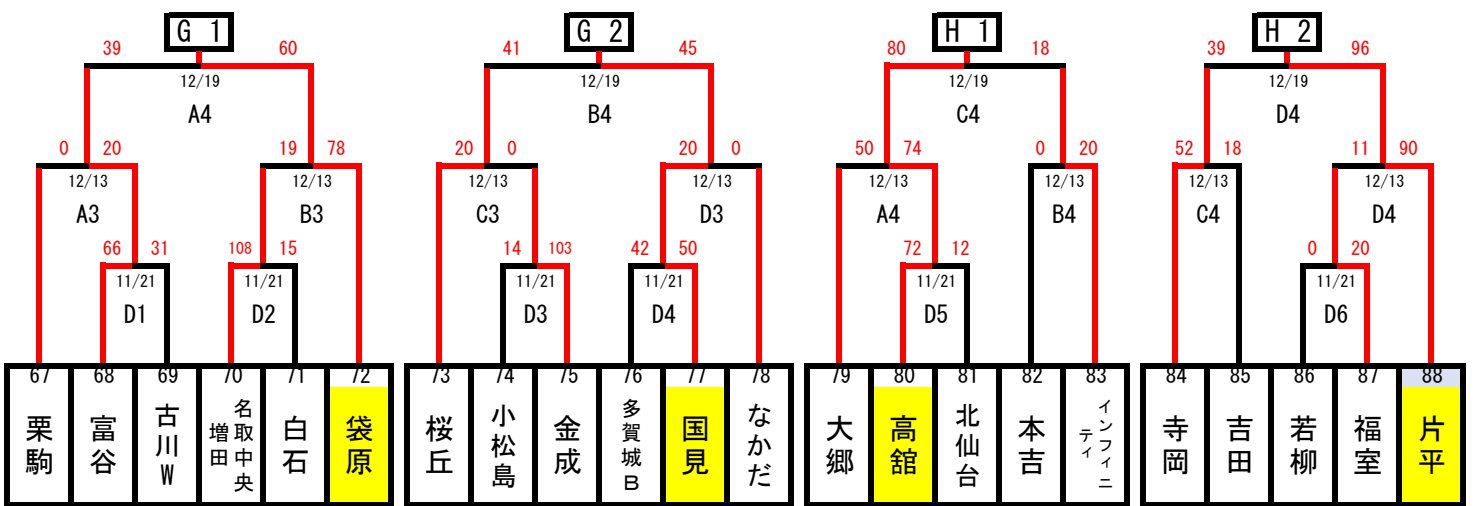 G 1
G 2
H 1
H 2
39 60
41 45
80 18
39 96
12/19
12/19
12/19
12/19
A4
B4
C4
D4
0 20
19 78
20 0
20 0
50 74
0 20
52 18
11 90
12/13
12/13
12/13
12/13
12/13
12/13
12/13
12/13
A3
B3
C3
D3
A4
B4
C4
D4
66 31
108 15
14 103
42 50
72 12
0 20
11/21
11/21
11/21
11/21
11/21
11/21
D1
D2
D3
D4
D5
D6
67
68
69
70
71
72
73
74
75
76
77
78
79
80
81
82
83
84
85
86
87
88
栗駒
富谷
古川W
名取中央
増田
白石
袋原
桜丘
小松島
金成
多賀城B
国見
なかだ
大郷
高舘
北仙台
本吉
インフィニ
ティ
寺岡
吉田
若柳
福室
片平